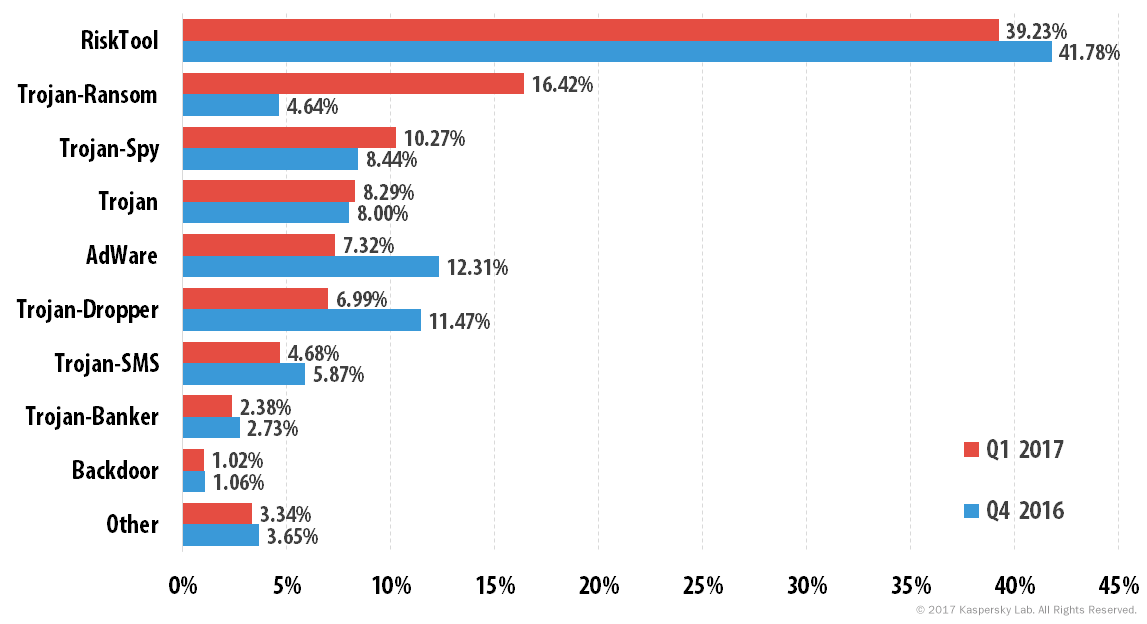 RiskTool
39.23%
41.78%
Trojan-Ransom
16.42%
4.64%
Trojan-Spy
10.27%
8.44%
Trojan
8.29%
8.00%
AdWare
7.32%
12.31%
Trojan-Dropper
6.99%
11.47%
Trojan-SMS
4.68%
5.87%
Trojan-Banker
2.38%
2.73%
Backdoor
1.02%
1.06%
Other
3.34%
3.65%
Q1 2017
Q4 2016
0% 5% 10% 15% 20% 25% 30% 35% 40% 45%
© 2017 Kaspersky Lab. All Rights Reserved.